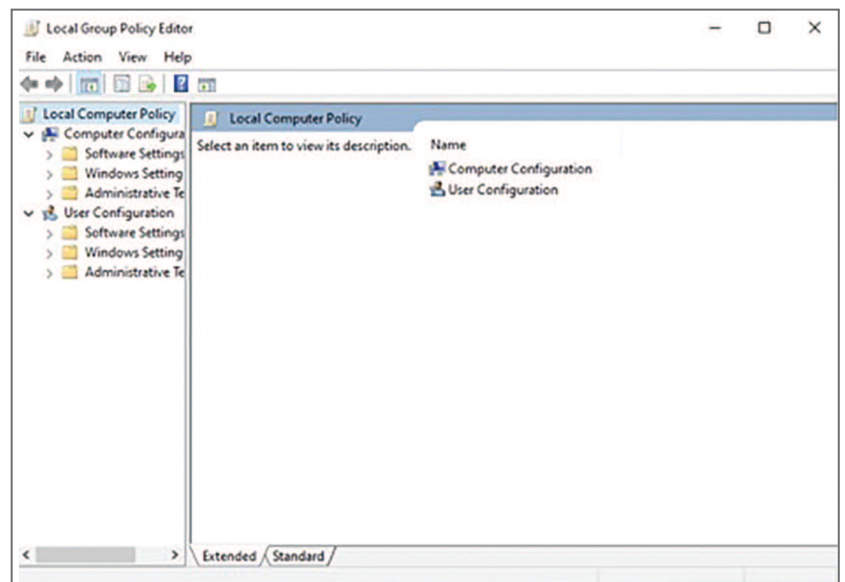 Local Group Policy Editor
File Action View Help
Local Computer Policy
Computer Configura
Software Settings
Windows Setting
Administrative Te
User Configuration
Software Settings
Windows Setting
Administrative Te
Local Computer Policy
Select an item to view its description.
Name
Computer Configuration
User Configuration
Extended
Standard